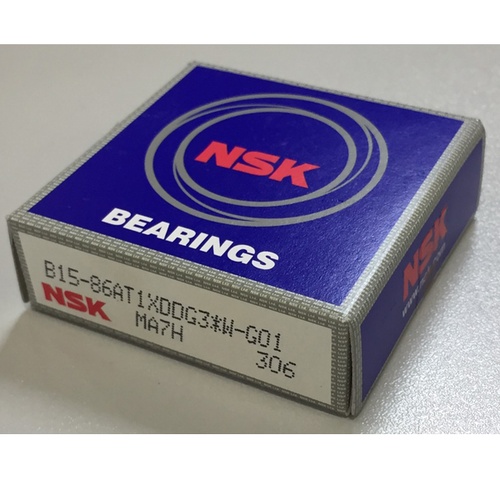 NSK
BEARINGS
B15-86AT1XDDG3*W-G01
NSK
MA7H
306
NSK